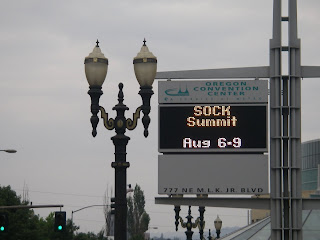 OREGON
CONVENTION
CENTER
SOCK
Summit
Aug 6-9
777 NE M.L.K. JR BLVD